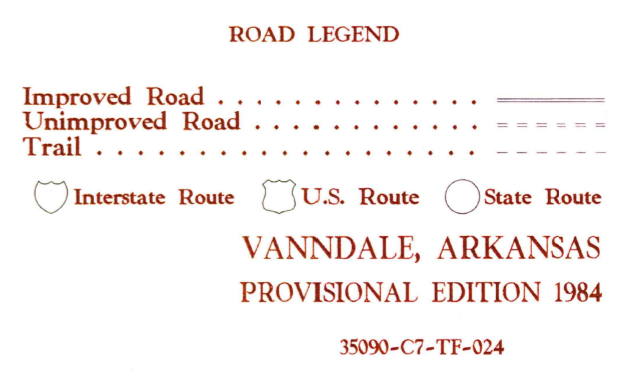 ROAD LEGEND
Improved Road . . . . . . . . . . . . . .
Unimproved Road . . . . . . . . . . . .
Trail . . . . . . . . . . . . . . . . . . . .
Interstate Route U.S. Route State Route
VANNDALE, ARKANSAS
PROVISIONAL EDITION 1984
35090-C7-TF-024